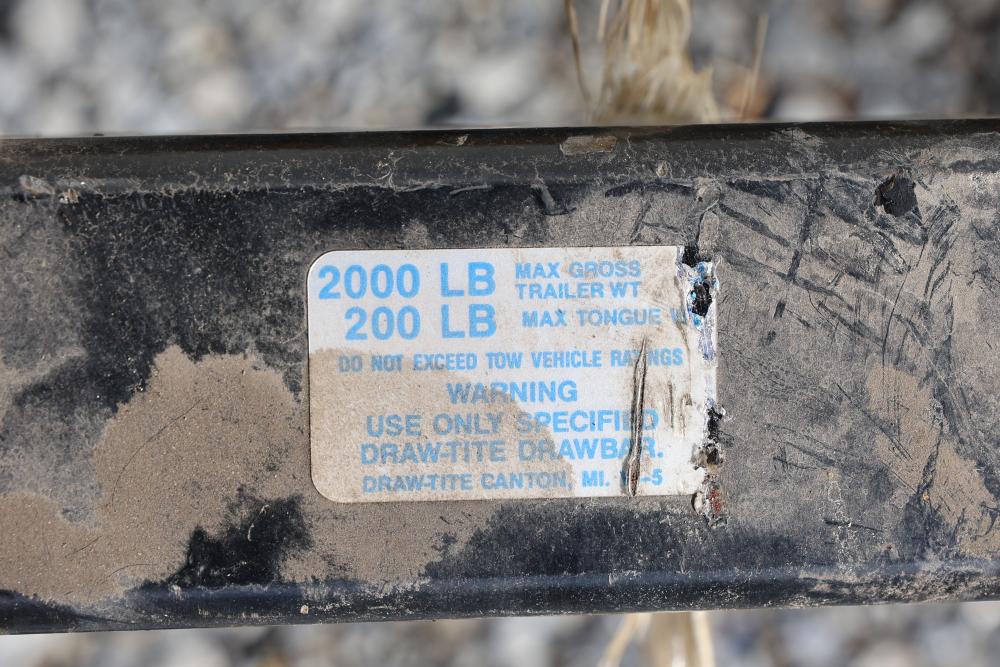 2000 LB MAX GROSS
TRAILER WT
200 LB MAX TONGUE
DO NOT EXCEED TOW VEHICLE RATINGS
WARNING
USE ONLY SPECIFIED
DRAW-TITE DRAWBAR.
DRAW-TITE CANTON, MI.